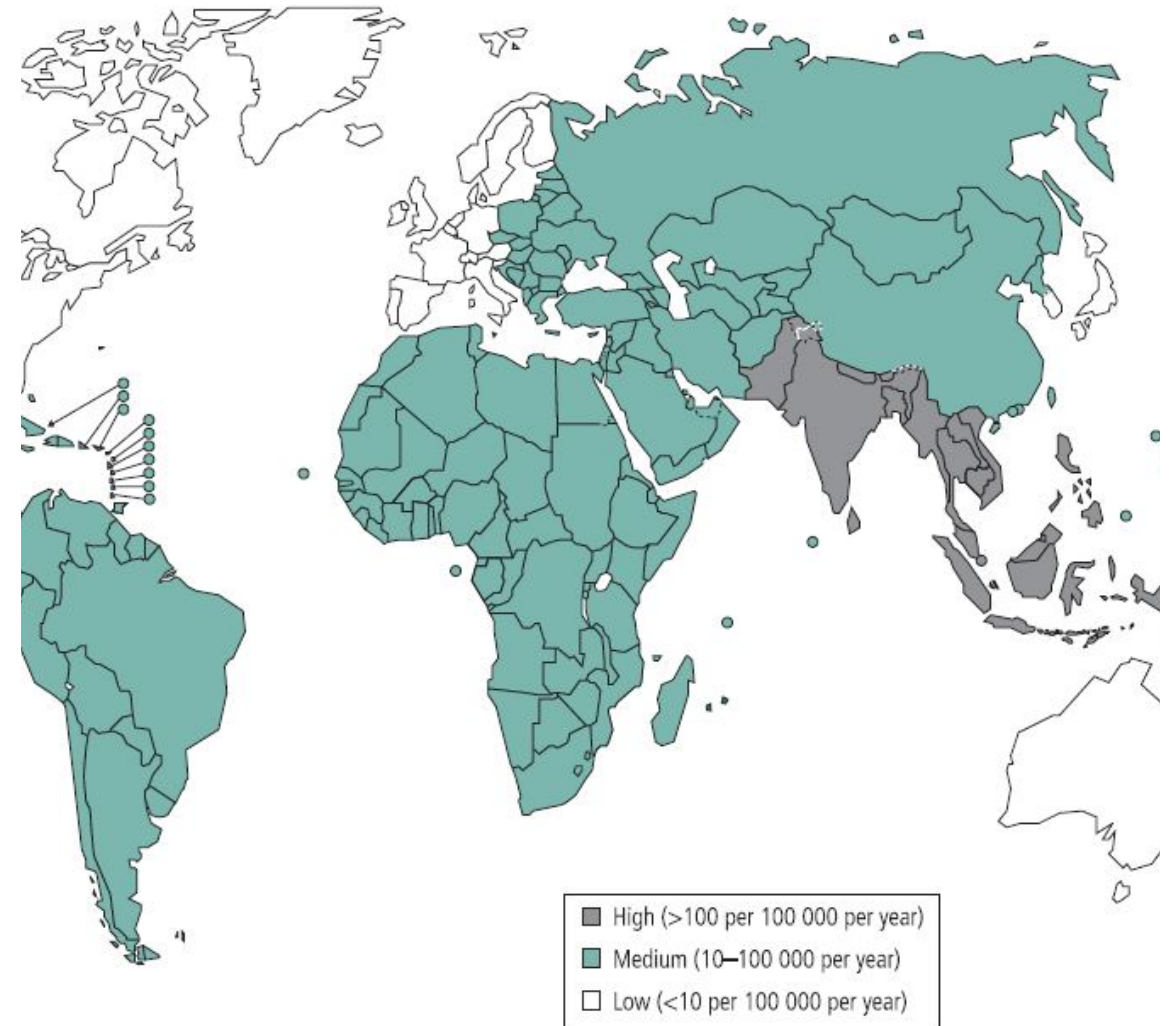 High (>100 per 100 000 per year)
Medium (10–100 000 per year)
Low (<10 per 100 000 per year)